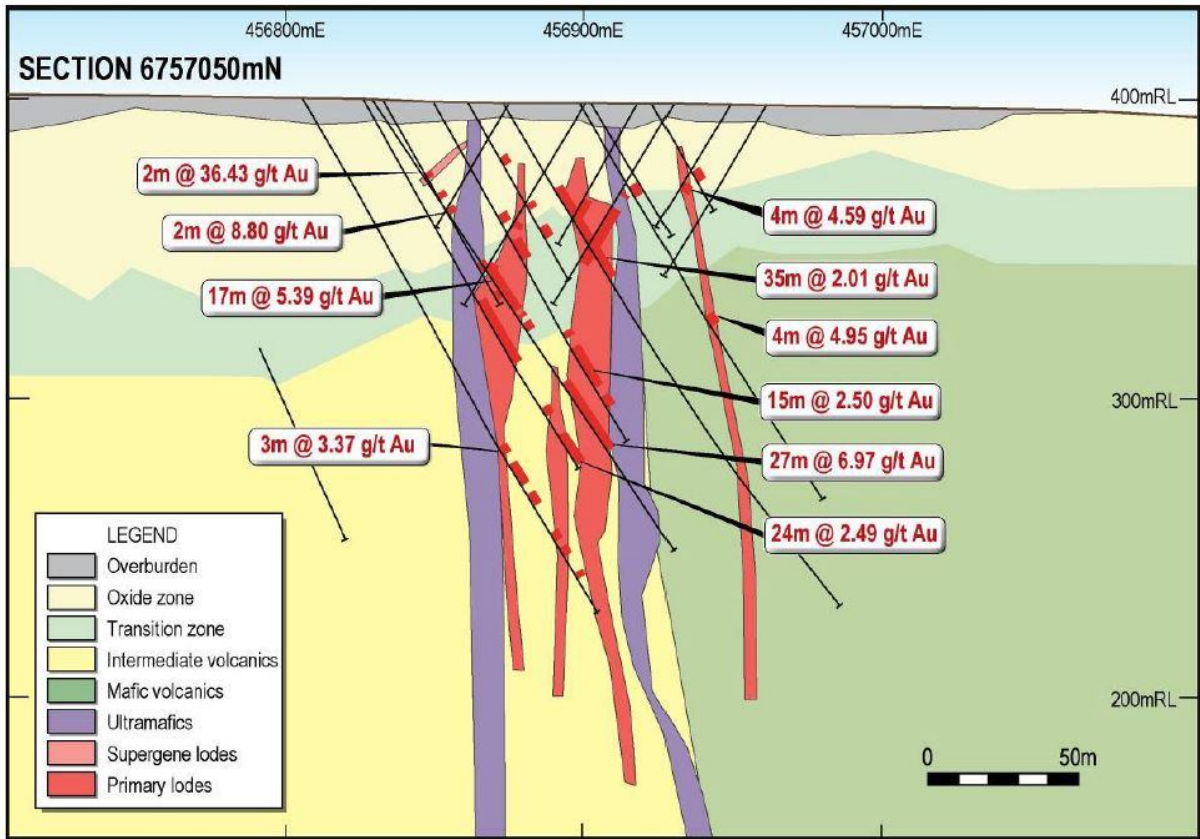 456800mE
456900mE
457000mE
SECTION 6757050mN
400mRL
2m @ 36.43 g/t Au
2m @ 8.80 g/t Au
17m @ 5.39 g/t Au
3m @ 3.37 g/t Au
4m @ 4.59 g/t Au
35m @ 2.01 g/t Au
4m @ 4.95 g/t Au
15m @ 2.50 g/t Au
27m @ 6.97 g/t Au
24m @ 2.49 g/t Au
300mRL
200mRL
LEGEND
Overburden
Oxide zone
Transition zone
Intermediate volcanics
Mafic volcanics
Ultramafics
Supergene lodes
Primary lodes
0 50m